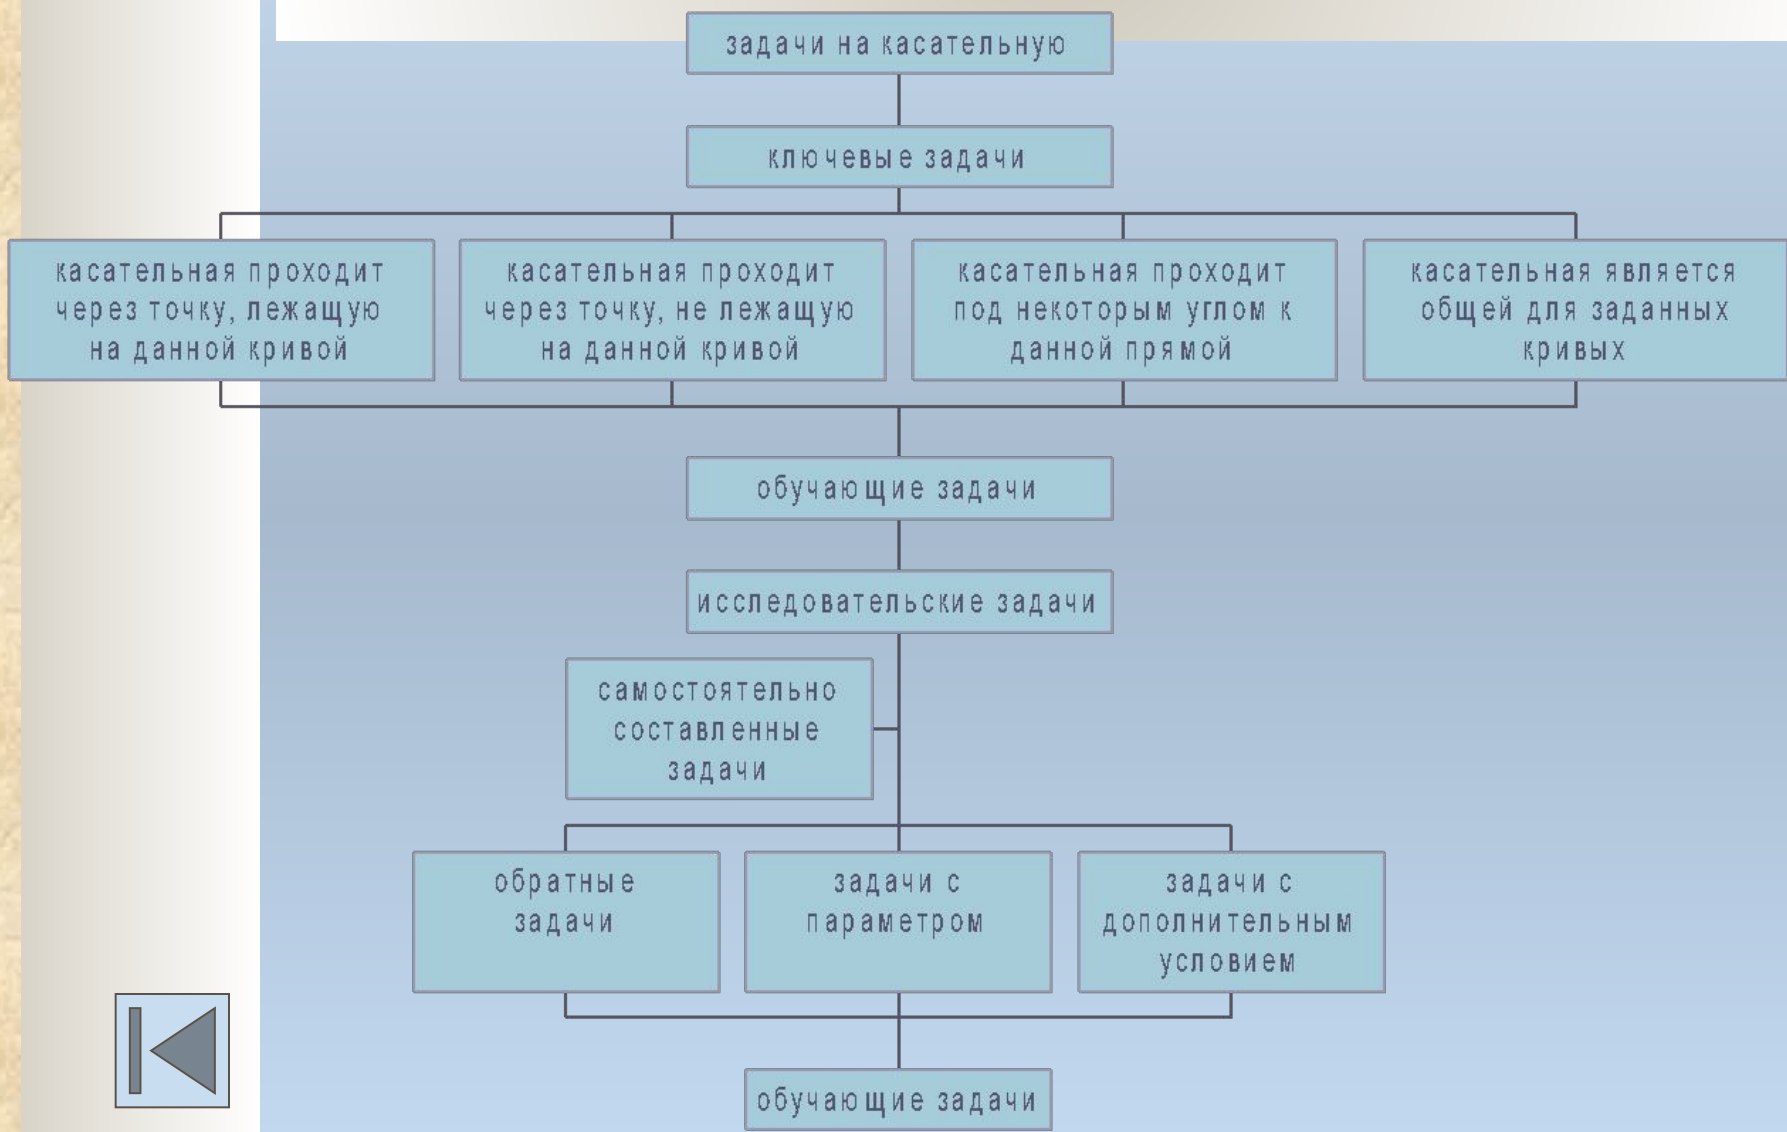 задачи на касательную
ключевые задачи
касательная проходит
через точку, лежащую
на данной кривой
касательная проходит
через точку, не лежащую
на данной кривой
касательная проходит
под некоторым углом к
данной прямой
касательная является
общей для заданных
кривых
обучающие задачи
исследовательские задачи
самостоятельно
составленные
задачи
обратные
задачи
задачи с
параметром
задачи с
дополнительным
условием
обучающие задачи